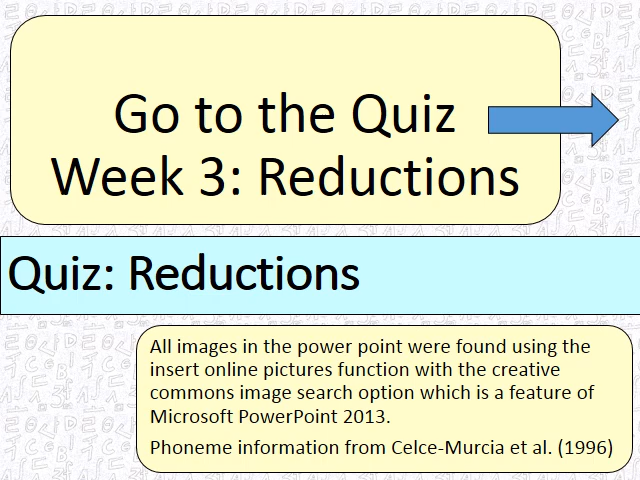 Go to the Quiz
Week 3: Reductions
Quiz: Reductions
All images in the power point were found using the
insert online pictures function with the creative
commons image search option which is a feature of
Microsoft PowerPoint 2013.
Phoneme information from Celce-Murcia et al. (1996)